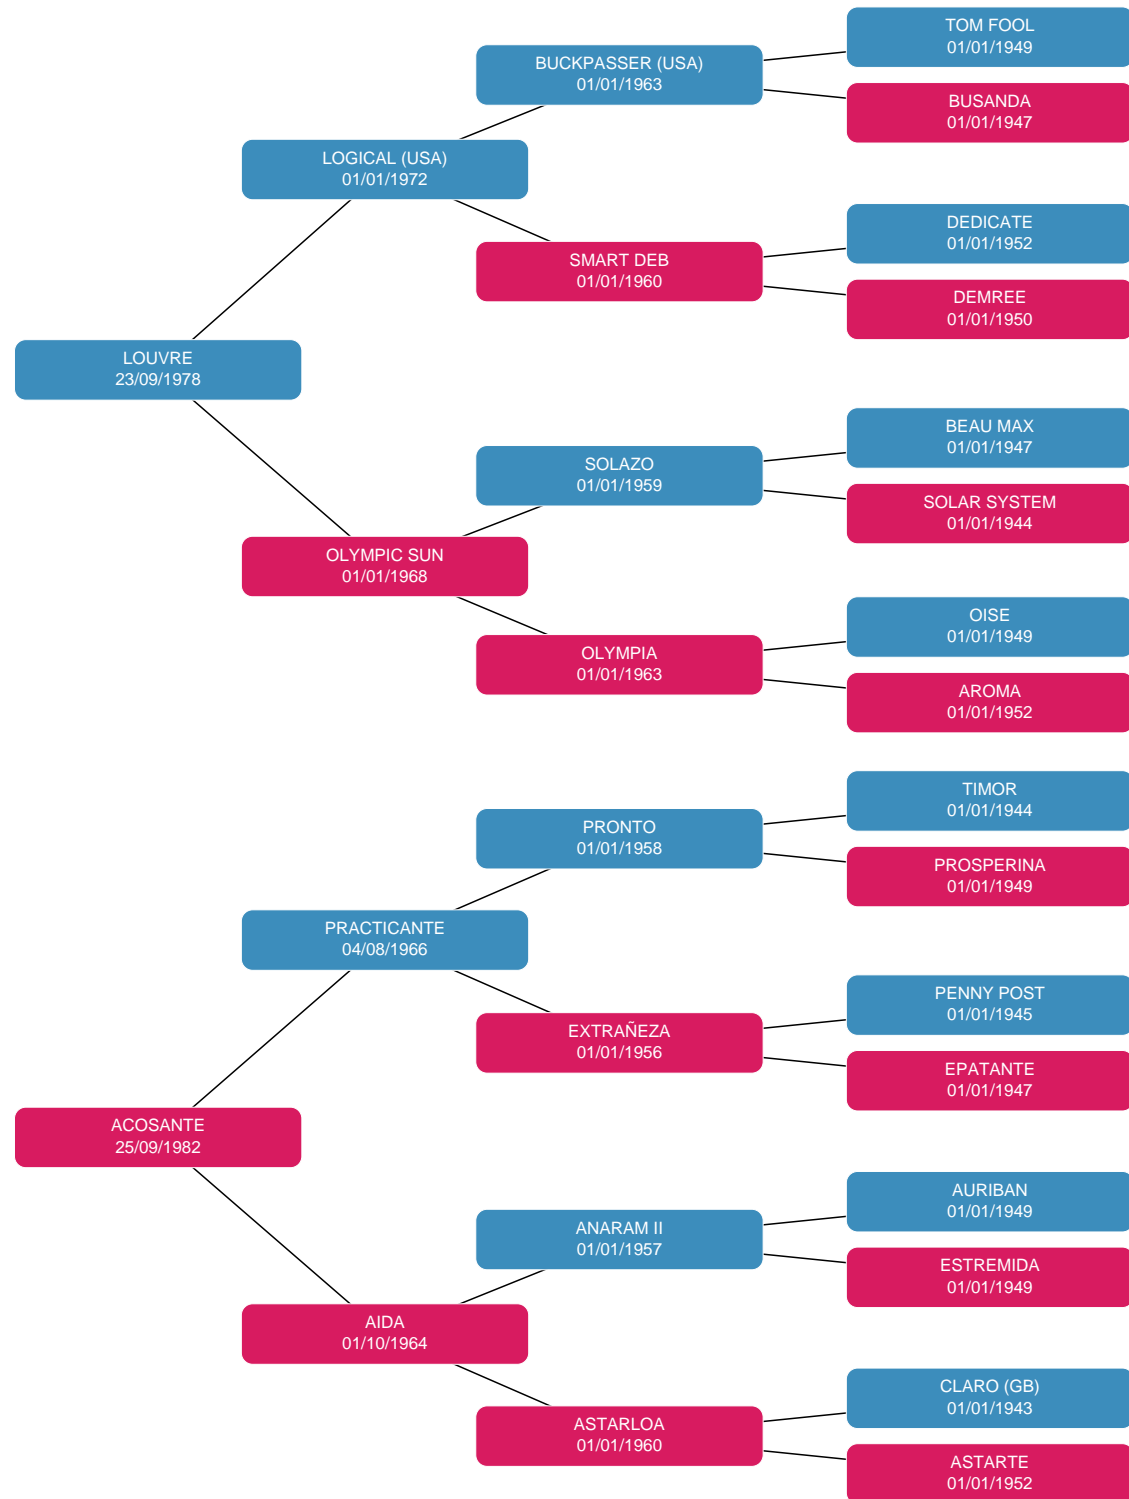 TOM FOOL
01/01/1949
BUCKPASSER (USA)
01/01/1963
BUSANDA
01/01/1947
LOGICAL (USA)
01/01/1972
DEDICATE
01/01/1952
SMART DEB
01/01/1960
DEMREE
01/01/1950
LOUVRE
23/09/1978
BEAU MAX
01/01/1947
SOLAZO
01/01/1959
SOLAR SYSTEM
01/01/1944
OLYMPIC SUN
01/01/1968
OISE
01/01/1949
OLYMPIA
01/01/1963
AROMA
01/01/1952
TIMOR
01/01/1944
PRONTO
01/01/1958
PROSPERINA
01/01/1949
PRACTICANTE
04/08/1966
PENNY POST
01/01/1945
EXTRAÑEZA
01/01/1956
EPATANTE
01/01/1947
ACOSANTE
25/09/1982
AURIBAN
01/01/1949
ANARAM II
01/01/1957
ESTREMIDA
01/01/1949
AIDA
01/10/1964
CLARO (GB)
01/01/1943
ASTARLOA
01/01/1960
ASTARTE
01/01/1952